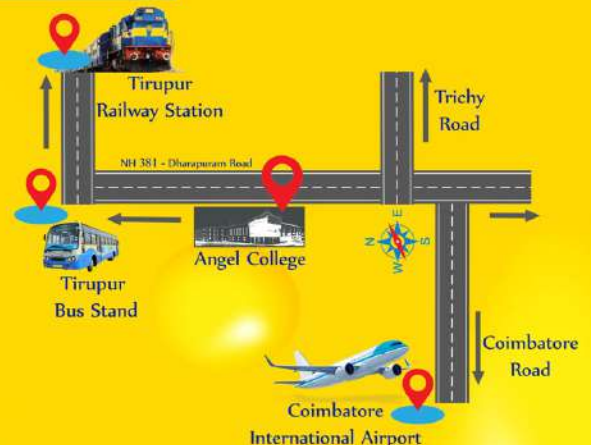 Tirupur
Railway Station
Trichy
Road
NH 381 - Dharapuram Road
Angel College
E
N
S
W
Tirupur
Bus Stand
Coimbatore
Road
Coimbatore
International Airport